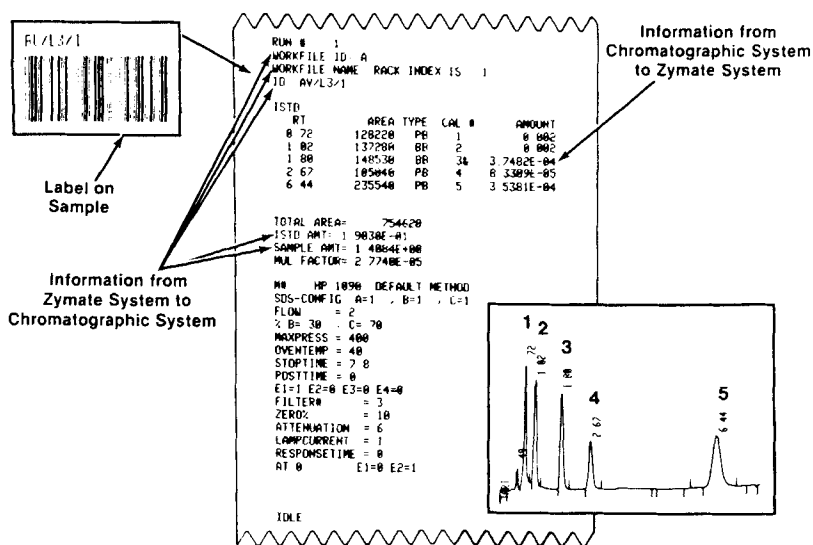 RUN # 1
WORKFILE ID: A
WORKFILE NAME RACK INDEX IS 1
ID AV/L3/1
ISTD
RT AREA TYPE CAL # AMOUNT
0 72 128220 PB 1 0 002
1 02 137280 BB 2 0 002
1 80 148530 BB 3& 3.7482E-04
2 67 105040 PB 4 8 3309E-05
6 44 235540 PB 5 3 5381E-04
TOTAL AREA= 754620
ISTD AMT: 1 9030E-01
SAMPLE AMT= 1 4084E+00
MUL FACTOR= 2 7740E-05
HP 1090 DEFAULT METHOD
SDS-CONFIG A=1 , B=1 , C=1
FLOW = 2
% B= 30 , C= 70
MAXPRESS = 400
OVENTEMP = 40
STOPTIME = 7 8
POSTTIME = 0
E1=1 E2=0 E3=0 E4=0
FILTER# = 3
ZERO% = 10
ATTENUATION = 6
LAMPCURRENT = 1
RESPONSETIME = 0
AT 0 E1=0 E2=1
IDLE
Label on
Sample
Information from
Zymate System to
Chromatographic System
Information from
Chromatographic System
to Zymate System
1 2 3 4 5
72
1 02
1 80
2 67
6 44